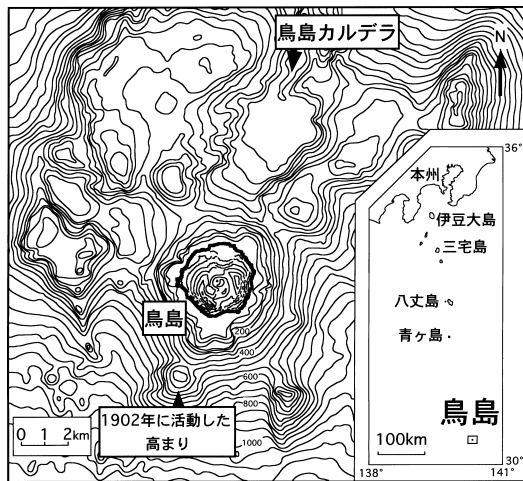 鳥島カルデラ
N
鳥島
200
400
600
800
1000
1902年に活動した
高まり
0 1 2km
36°
本州
伊豆大島
三宅島
八丈島
青ヶ島
鳥島
100km
30°
138°
141°